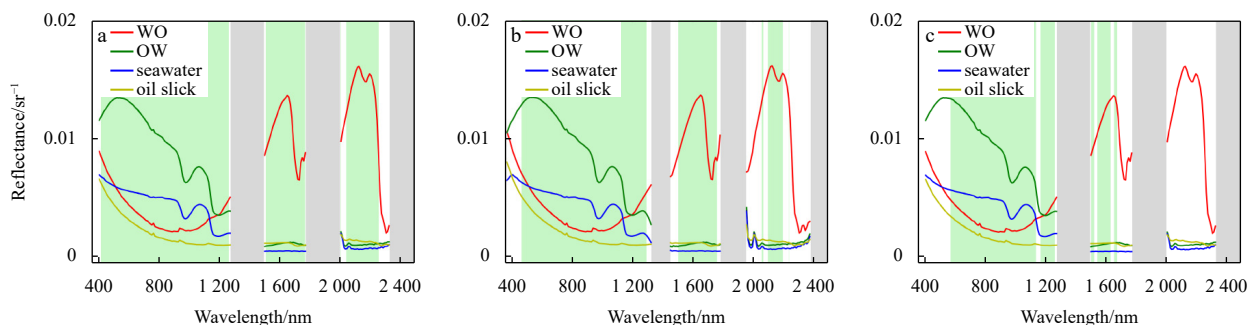 0.02
a
WO
OW
seawater
oil slick
0.01
0
Reflectance/sr⁻¹
400 800 1 200 1 600 2 000 2 400
Wavelength/nm
0.02
b
WO
OW
seawater
oil slick
0.01
0
400 800 1 200 1 600 2 000 2 400
Wavelength/nm
0.02
c
WO
OW
seawater
oil slick
0.01
0
400 800 1 200 1 600 2 000 2 400
Wavelength/nm